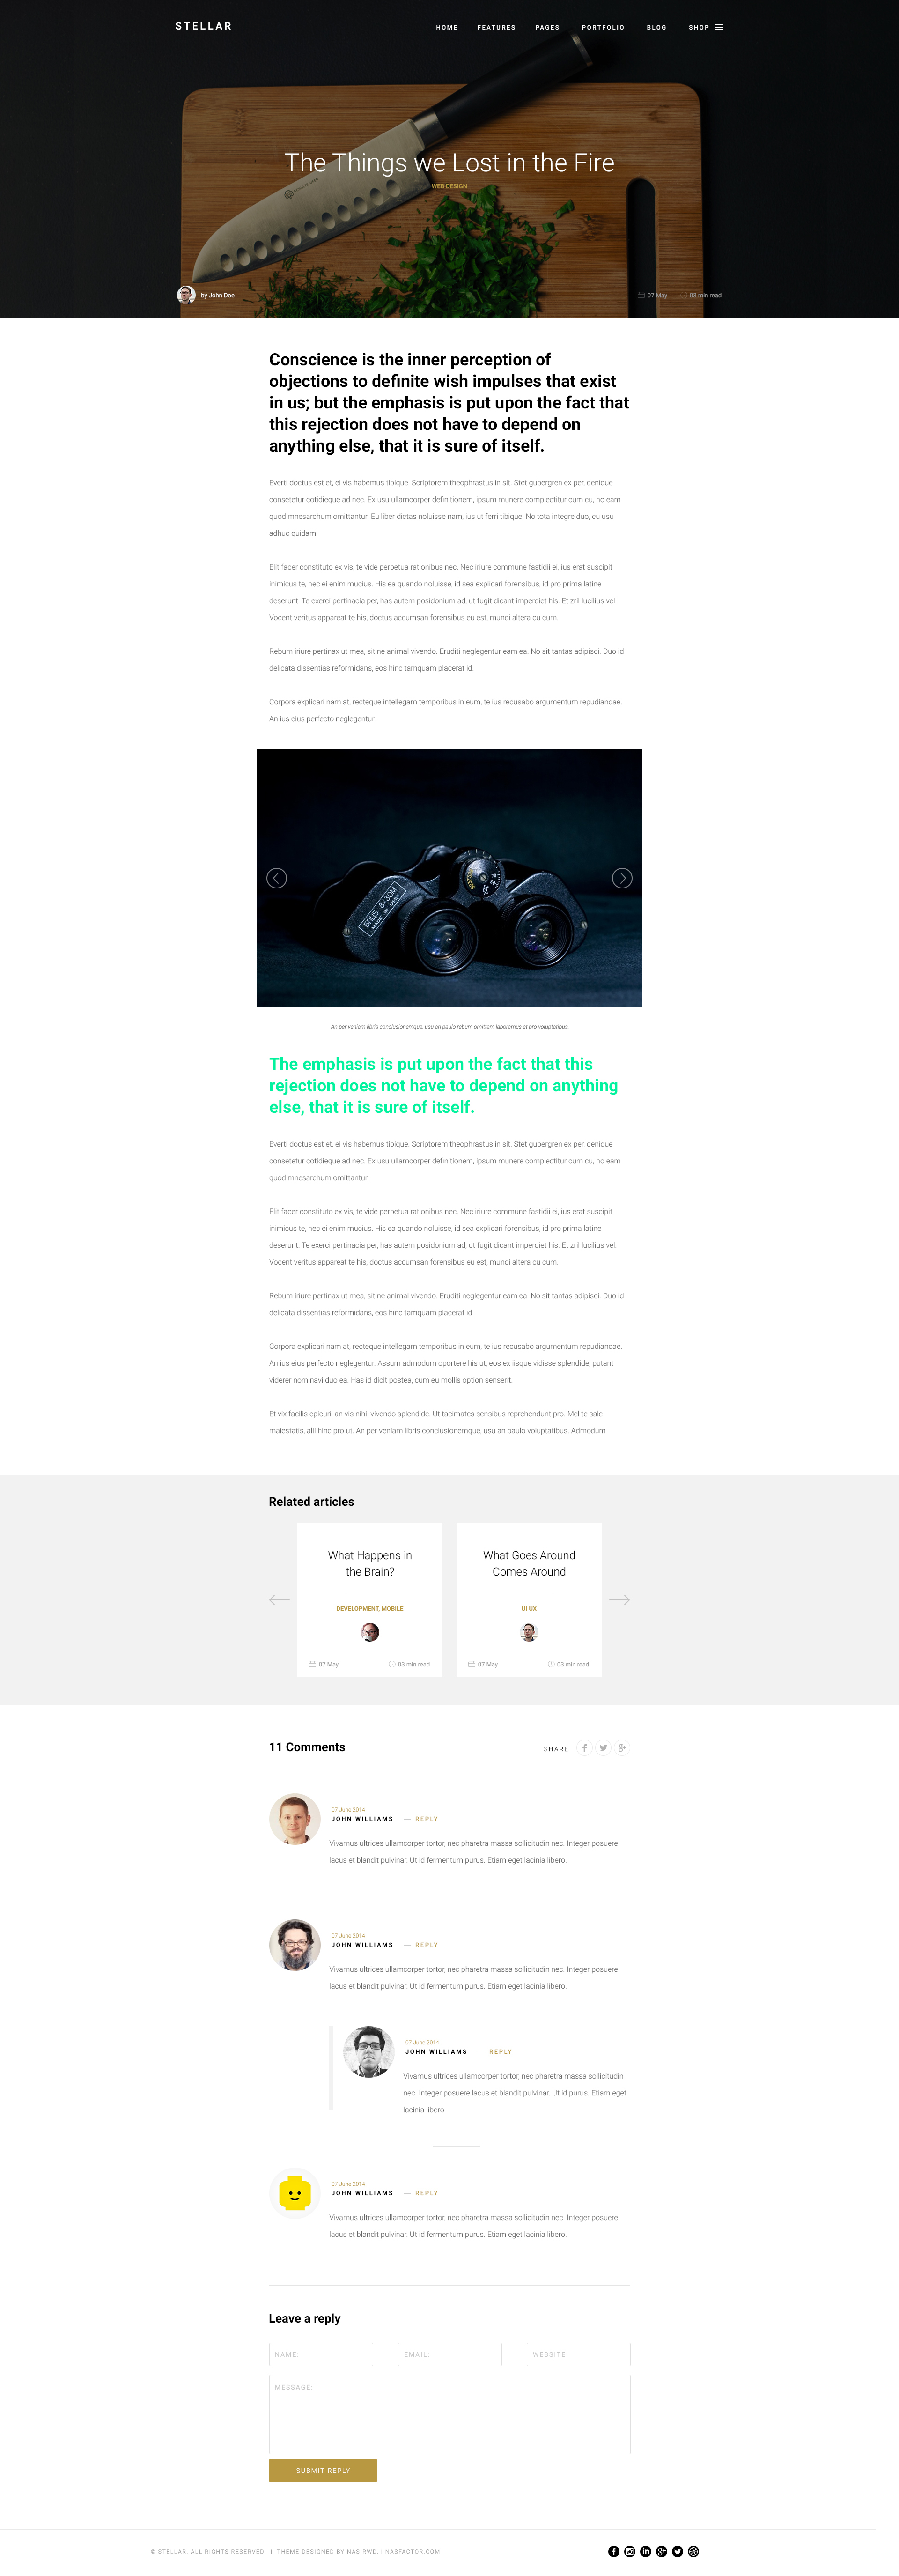 STELLAR
HOME FEATURES PAGES PORTFOLIO BLOG SHOP
The Things we Lost in the Fire
WEB DESIGN
by John Doe
07 May 03 min read
Conscience is the inner perception of
objections to definite wish impulses that exist
in us; but the emphasis is put upon the fact that
this rejection does not have to depend on
anything else, that it is sure of itself.
Everti doctus est et, ei vis habemus tibique. Scriptorem theophrastus in sit. Stet gubergren ex per, denique
consetetur cotidieque ad nec. Ex usu ullamcorper definitionem, ipsum munere complectitur cum cu, no eam
quod mnesarchum omittantur. Eu liber dictas noluisse nam, ius ut ferri tibique. No tota integre duo, cu usu
adhuc quidam.
Elit facer constituto ex vis, te vide perpetua rationibus nec. Nec iriure commune fastidii ei, ius erat suscipit
inimicus te, nec ei enim mucius. His ea quando noluisse, id sea explicari forensibus, id pro prima latine
deserunt. Te exerci pertinacia per, has autem posidonium ad, ut fugit dicant imperdiet his. Et zril lucilius vel.
Vocent veritus appareat te his, doctus accumsan forensibus eu est, mundi altera cu cum.
Rebum iriure pertinax ut mea, sit ne animal vivendo. Eruditi neglegentur eam ea. No sit tantas adipisci. Duo id
delicata dissentias reformidans, eos hinc tamquam placerat id.
Corpora explicari nam at, recteque intellegam temporibus in eum, te ius recusabo argumentum repudiandae.
An ius eius perfecto neglegentur.
БПЦ5 8×30М
MADE IN USSR
An per veniam libris conclusionemque, usu an paulo rebum omittam laboramus et pro voluptatibus.
The emphasis is put upon the fact that this
rejection does not have to depend on anything
else, that it is sure of itself.
Everti doctus est et, ei vis habemus tibique. Scriptorem theophrastus in sit. Stet gubergren ex per, denique
consetetur cotidieque ad nec. Ex usu ullamcorper definitionem, ipsum munere complectitur cum cu, no eam
quod mnesarchum omittantur.
Elit facer constituto ex vis, te vide perpetua rationibus nec. Nec iriure commune fastidii ei, ius erat suscipit
inimicus te, nec ei enim mucius. His ea quando noluisse, id sea explicari forensibus, id pro prima latine
deserunt. Te exerci pertinacia per, has autem posidonium ad, ut fugit dicant imperdiet his. Et zril lucilius vel.
Vocent veritus appareat te his, doctus accumsan forensibus eu est, mundi altera cu cum.
Rebum iriure pertinax ut mea, sit ne animal vivendo. Eruditi neglegentur eam ea. No sit tantas adipisci. Duo id
delicata dissentias reformidans, eos hinc tamquam placerat id.
Corpora explicari nam at, recteque intellegam temporibus in eum, te ius recusabo argumentum repudiandae.
An ius eius perfecto neglegentur. Assum admodum oportere his ut, eos ex iisque vidisse splendide, putant
viderer nominavi duo ea. Has id dicit postea, cum eu mollis option senserit.
Et vix facilis epicuri, an vis nihil vivendo splendide. Ut tacimates sensibus reprehendunt pro. Mel te sale
maiestatis, alii hinc pro ut. An per veniam libris conclusionemque, usu an paulo voluptatibus. Admodum
Related articles
What Happens in
the Brain?
DEVELOPMENT, MOBILE
07 May 03 min read
What Goes Around
Comes Around
UI UX
07 May 03 min read
11 Comments
SHARE
07 June 2014
JOHN WILLIAMS — REPLY
Vivamus ultrices ullamcorper tortor, nec pharetra massa sollicitudin nec. Integer posuere
lacus et blandit pulvinar. Ut id fermentum purus. Etiam eget lacinia libero.
07 June 2014
JOHN WILLIAMS — REPLY
Vivamus ultrices ullamcorper tortor, nec pharetra massa sollicitudin nec. Integer posuere
lacus et blandit pulvinar. Ut id fermentum purus. Etiam eget lacinia libero.
07 June 2014
JOHN WILLIAMS — REPLY
Vivamus ultrices ullamcorper tortor, nec pharetra massa sollicitudin
nec. Integer posuere lacus et blandit pulvinar. Ut id purus. Etiam eget
lacinia libero.
07 June 2014
JOHN WILLIAMS — REPLY
Vivamus ultrices ullamcorper tortor, nec pharetra massa sollicitudin nec. Integer posuere
lacus et blandit pulvinar. Ut id fermentum purus. Etiam eget lacinia libero.
Leave a reply
NAME: EMAIL: WEBSITE:
MESSAGE:
SUBMIT REPLY
© STELLAR. ALL RIGHTS RESERVED. | THEME DESIGNED BY NASIRWD. | NASFACTOR.COM